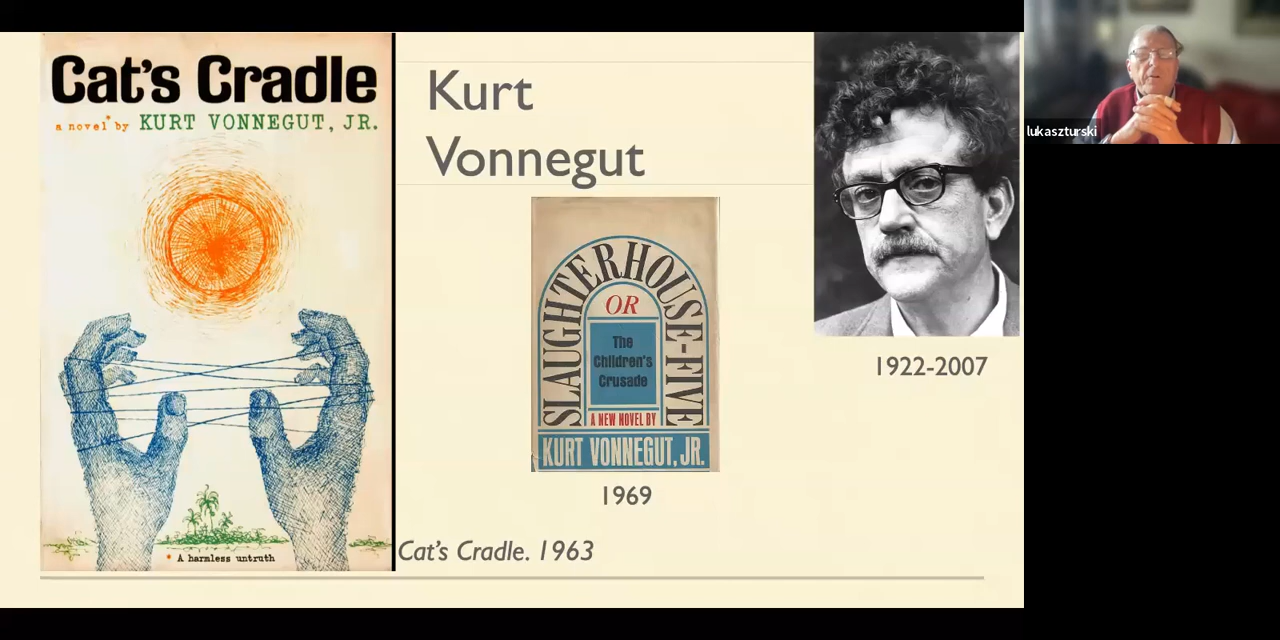 Cat's Cradle
a novel* by KURT VONNEGUT, JR.
* A harmless untruth
Kurt
Vonnegut
SLAUGHTERHOUSE-FIVE
OR
The
Children's
Crusade
A NEW NOVEL BY
KURT VONNEGUT, JR.
1969
Cat's Cradle. 1963
1922-2007
lukaszturski